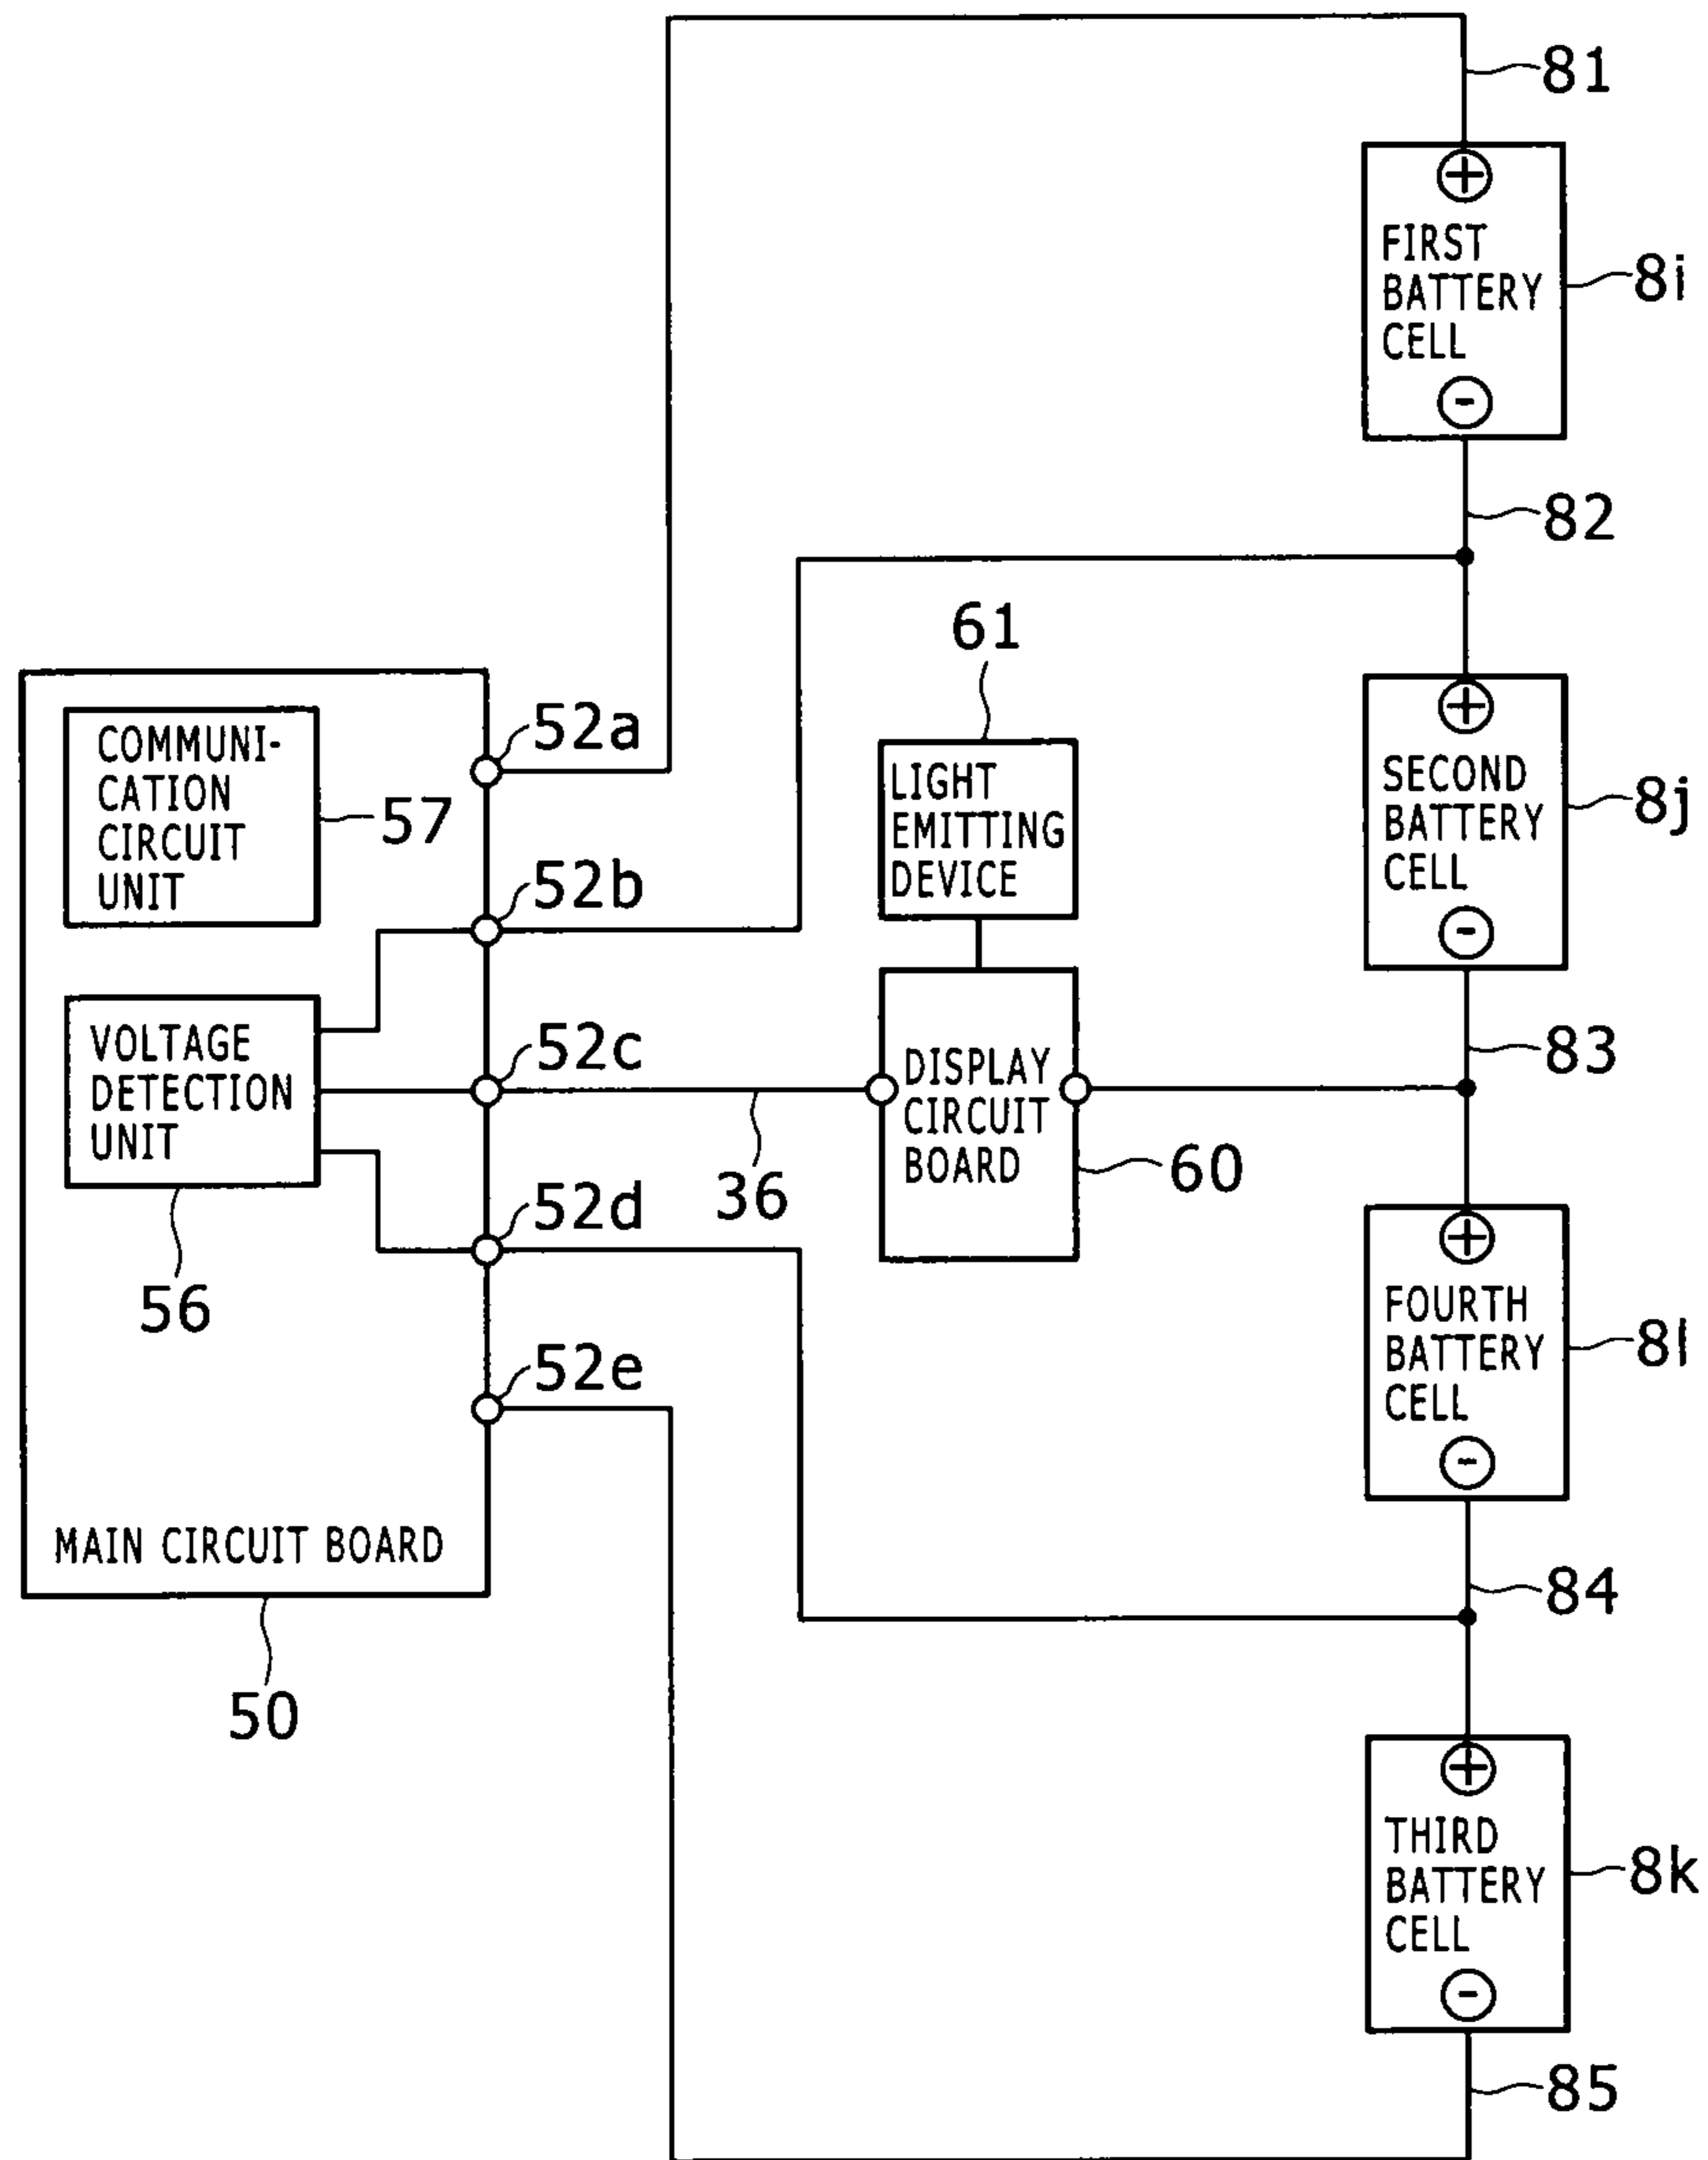 81
+
FIRST
BATTERY
CELL
-
8i
82
61
+
SECOND
BATTERY
CELL
-
8j
COMMUNI-
CATION
CIRCUIT
UNIT
57
52a
52b
LIGHT
EMITTING
DEVICE
VOLTAGE
DETECTION
UNIT
56
52c
36
DISPLAY
CIRCUIT
BOARD
60
83
52d
52e
+
FOURTH
BATTERY
CELL
-
8l
MAIN CIRCUIT BOARD
50
84
+
THIRD
BATTERY
CELL
-
8k
85